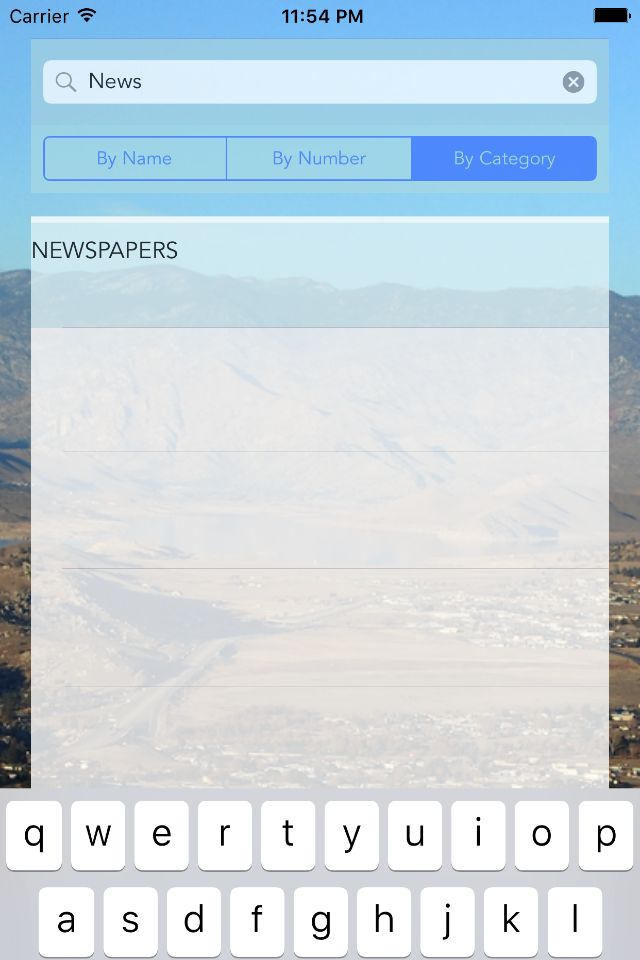 Carrier 11:54 PM
News
By Name By Number By Category
NEWSPAPERS
q w e r t y u i o p
a s d f g h j k l